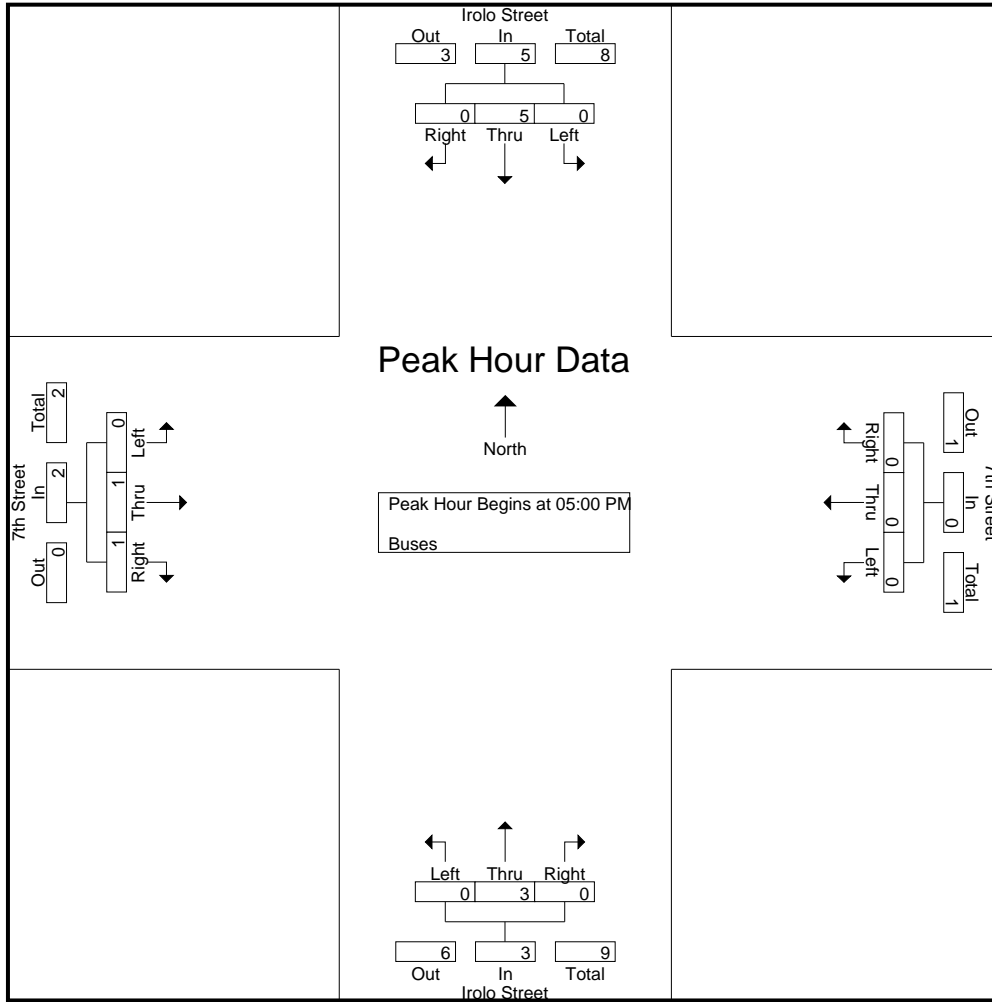 Irolo Street
Out In Total
3 5 8
0 5 0
Right Thru Left
Peak Hour Data
North
Peak Hour Begins at 05:00 PM
Buses
7th Street
Total In Out
2 2 0
0 1 1
Left Thru Right
7th Street
Out In Total
1 0 1
0 0 0
Right Thru Left
Left Thru Right
0 3 0
6 3 9
Out In Total
Irolo Street